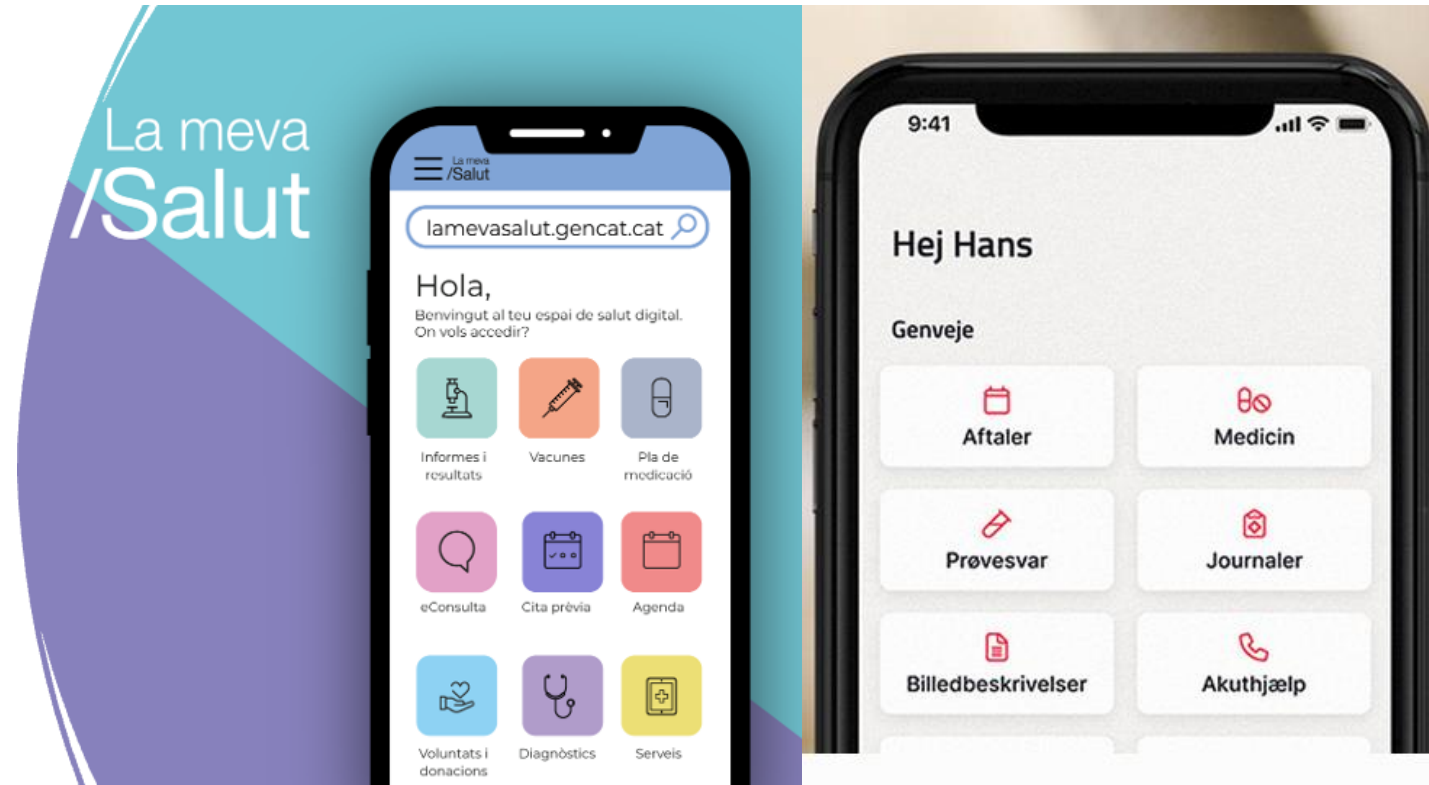 La meva
/Salut
La meva
/Salut
lamevasalut.gencat.cat
Hola,
Benvingut al teu espai de salut digital.
On vols accedir?
Informes i
resultats
Vacunes
Pla de
medicació
eConsulta
Cita prèvia
Agenda
Voluntats i
donacions
Diagnòstics
Serveis
9:41
Hej Hans
Genveje
Aftaler
Medicin
Prøvesvar
Journaler
Billedbeskrivelser
Akuthjælp